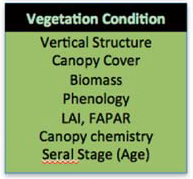 Vegetation Condition
Vertical Structure
Canopy Cover
Biomass
Phenology
LAI, FAPAR
Canopy chemistry
Seral Stage (Age)